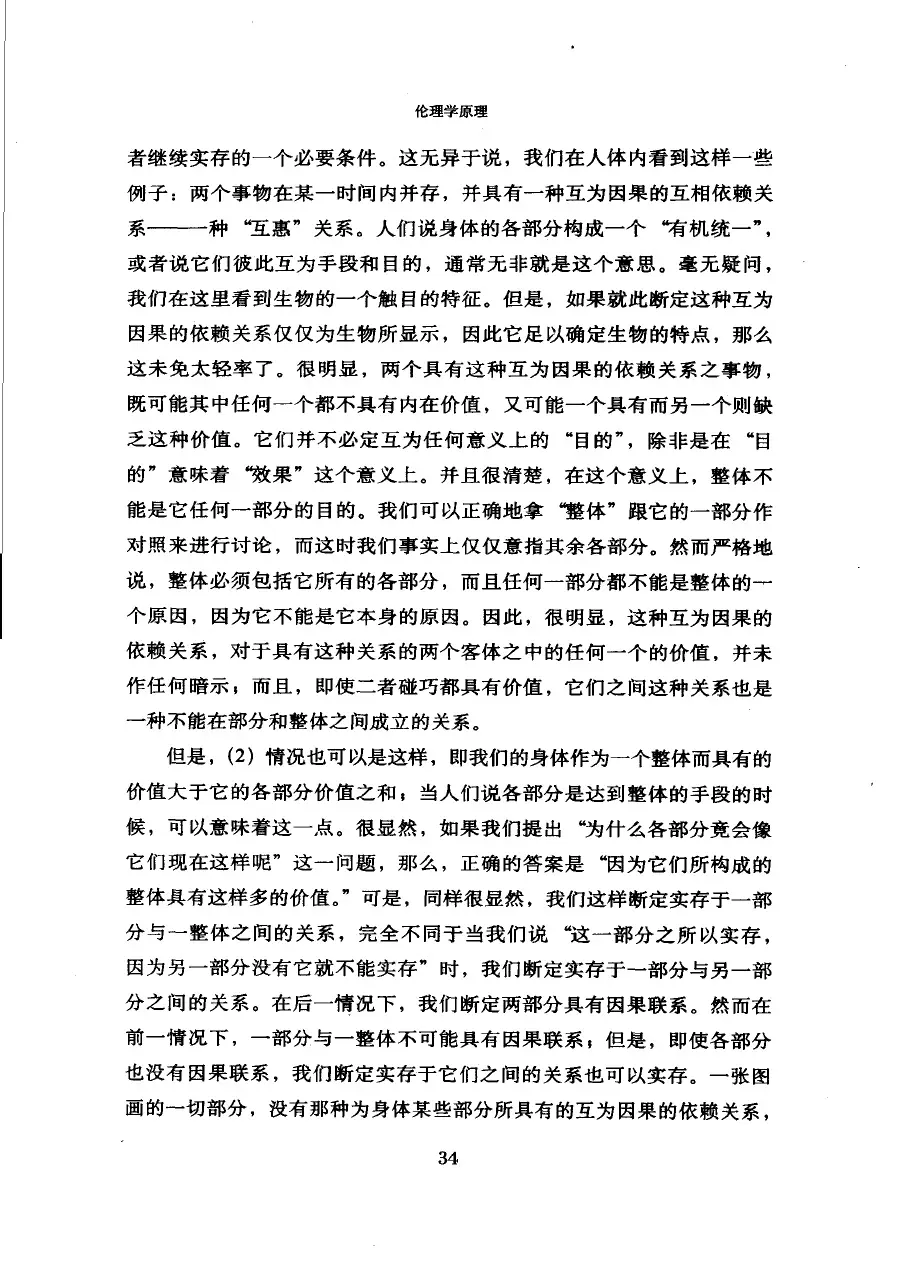 伦理学原理
者继续实存的一个必要条件。这无异于说，我们在人体内看到这样一些
例子：两个事物在某一时间内并存，并具有一种互为因果的互相依赖关
系——一种“互惠”关系。人们说身体的各部分构成一个“有机统一”，
或者说它们彼此互为手段和目的，通常无非就是这个意思。毫无疑问，
我们在这里看到生物的一个触目的特征。但是，如果就此断定这种互为
因果的依赖关系仅仅为生物所显示，因此它足以确定生物的特点，那么
这未免太轻率了。很明显，两个具有这种互为因果的依赖关系之事物，
既可能其中任何一个都不具有内在价值，又可能一个具有而另一个则缺
乏这种价值。它们并不必定互为任何意义上的“目的”，除非是在“目
的”意味着“效果”这个意义上。并且很清楚，在这个意义上，整体不
能是它任何一部分的目的。我们可以正确地拿“整体”跟它的一部分作
对照来进行讨论，而这时我们事实上仅仅意指其余各部分。然而严格地
说，整体必须包括它所有的各部分，而且任何一部分都不能是整体的一
个原因，因为它不能是它本身的原因。因此，很明显，这种互为因果的
依赖关系，对于具有这种关系的两个客体之中的任何一个的价值，并未
作任何暗示；而且，即使二者碰巧都具有价值，它们之间这种关系也是
一种不能在部分和整体之间成立的关系。
但是，（2）情况也可以是这样，即我们的身体作为一个整体而具有的
价值大于它的各部分价值之和；当人们说各部分是达到整体的手段的时
候，可以意味着这一点。很显然，如果我们提出“为什么各部分竟会像
它们现在这样呢”这一问题，那么，正确的答案是“因为它们所构成的
整体具有这样多的价值。”可是，同样很显然，我们这样断定实存于一部
分与一整体之间的关系，完全不同于当我们说“这一部分之所以实存，
因为另一部分没有它就不能实存”时，我们断定实存于一部分与另一部
分之间的关系。在后一情况下，我们断定两部分具有因果联系。然而在
前一情况下，一部分与一整体不可能具有因果联系；但是，即使各部分
也没有因果联系，我们断定实存于它们之间的关系也可以实存。一张图
画的一切部分，没有那种为身体某些部分所具有的互为因果的依赖关系，
34